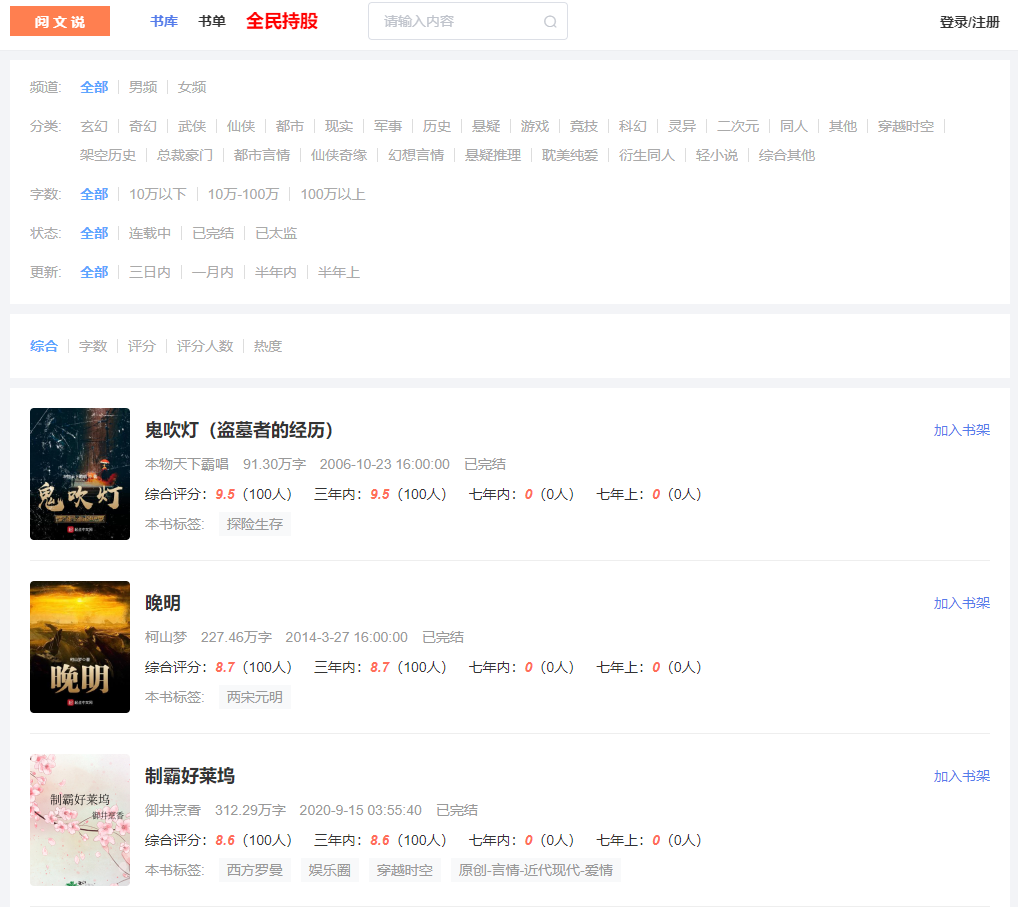 阅文说 书库 书单 全民持股 请输入内容 登录/注册
频道: 全部 男频 女频
分类: 玄幻 奇幻 武侠 仙侠 都市 现实 军事 历史 悬疑 游戏 竞技 科幻 灵异 二次元 同人 其他 穿越时空
架空历史 总裁豪门 都市言情 仙侠奇缘 幻想言情 悬疑推理 耽美纯爱 衍生同人 轻小说 综合其他
字数: 全部 10万以下 10万-100万 100万以上
状态: 全部 连载中 已完结 已太监
更新: 全部 三日内 一月内 半年内 半年上
综合 字数 评分 评分人数 热度
鬼吹灯
鬼吹灯（盗墓者的经历） 加入书架
本物天下霸唱 91.30万字 2006-10-23 16:00:00 已完结
综合评分：9.5（100人） 三年内：9.5（100人） 七年内：0（0人） 七年上：0（0人）
本书标签: 探险生存
晚明
晚明 加入书架
柯山梦 227.46万字 2014-3-27 16:00:00 已完结
综合评分：8.7（100人） 三年内：8.7（100人） 七年内：0（0人） 七年上：0（0人）
本书标签: 两宋元明
制霸好莱坞
御井烹香
制霸好莱坞 加入书架
御井烹香 312.29万字 2020-9-15 03:55:40 已完结
综合评分：8.6（100人） 三年内：8.6（100人） 七年内：0（0人） 七年上：0（0人）
本书标签: 西方罗曼 娱乐圈 穿越时空 原创-言情-近代现代-爱情